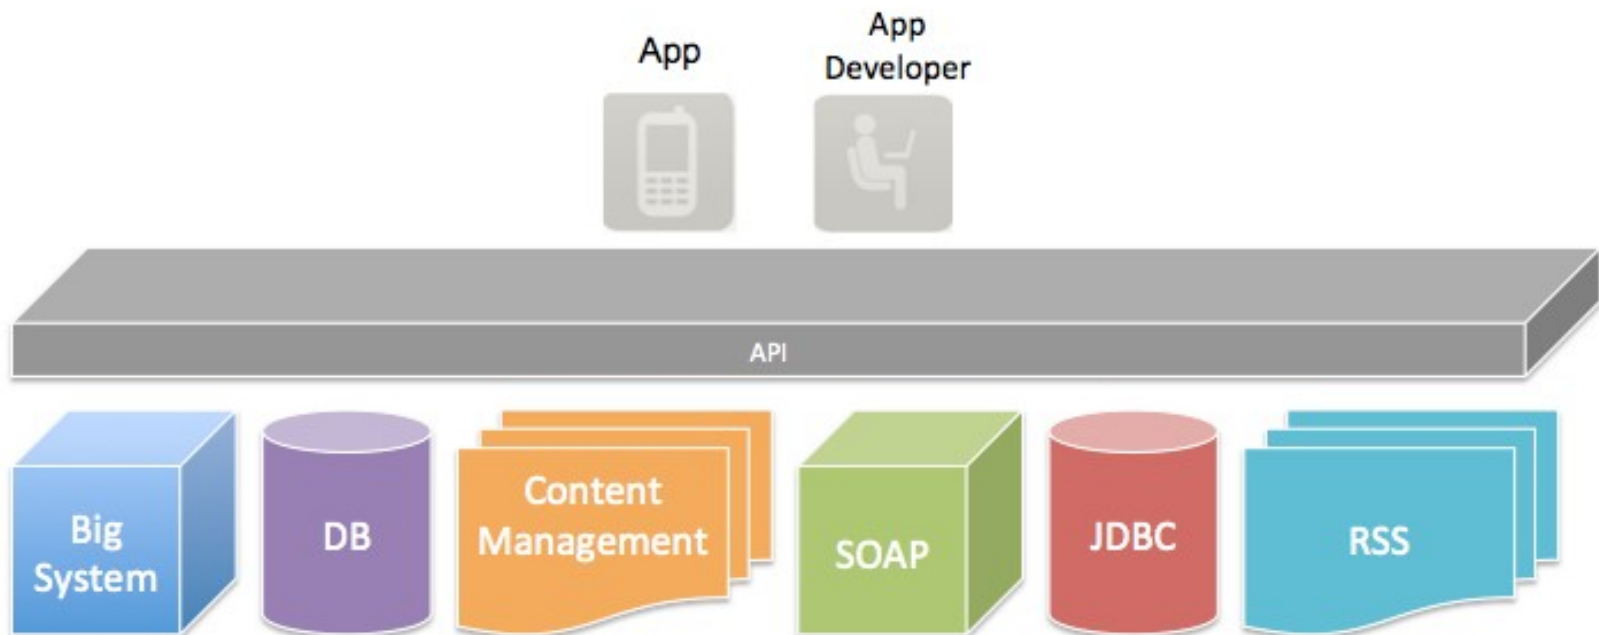 App
App
Developer
API
Big
System
DB
Content
Management
SOAP
JDBC
RSS